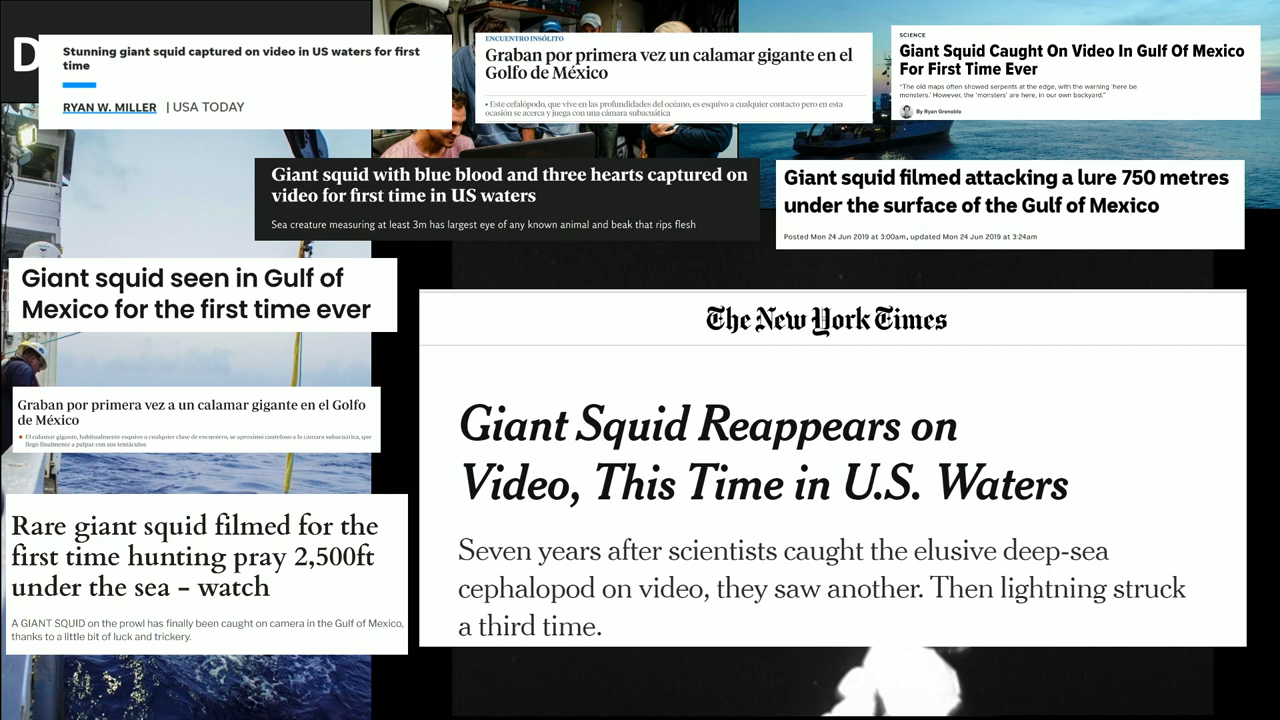 D
Stunning giant squid captured on video in US waters for first
time
RYAN W. MILLER | USA TODAY
ENCUENTRO INSÓLITO
Graban por primera vez un calamar gigante en el
Golfo de México
• Este cefalópodo, que vive en las profundidades del océano, es esquivo a cualquier contacto pero en esta
ocasión se acerca y juega con una cámara subacuática
SCIENCE
Giant Squid Caught On Video In Gulf Of Mexico
For First Time Ever
"The old maps often showed serpents at the edge, with the warning 'here be
monsters.' However, the 'monsters' are here, in our own backyard."
By Ryan Grenoble
Giant squid with blue blood and three hearts captured on
video for first time in US waters
Sea creature measuring at least 3m has largest eye of any known animal and beak that rips flesh
Giant squid filmed attacking a lure 750 metres
under the surface of the Gulf of Mexico
Posted Mon 24 Jun 2019 at 3:00am, updated Mon 24 Jun 2019 at 3:24am
Giant squid seen in Gulf of
Mexico for the first time ever
Graban por primera vez a un calamar gigante en el Golfo
de México
El calamar gigante, habitualmente esquivo a cualquier clase de encuentro, se aproximó cauteloso a la cámara subacuática, que
llegó finalmente a palpar con sus tentáculos
Rare giant squid filmed for the
first time hunting pray 2,500ft
under the sea – watch
A GIANT SQUID on the prowl has finally been caught on camera in the Gulf of Mexico,
thanks to a little bit of luck and trickery.
The New York Times
Giant Squid Reappears on
Video, This Time in U.S. Waters
Seven years after scientists caught the elusive deep-sea
cephalopod on video, they saw another. Then lightning struck
a third time.